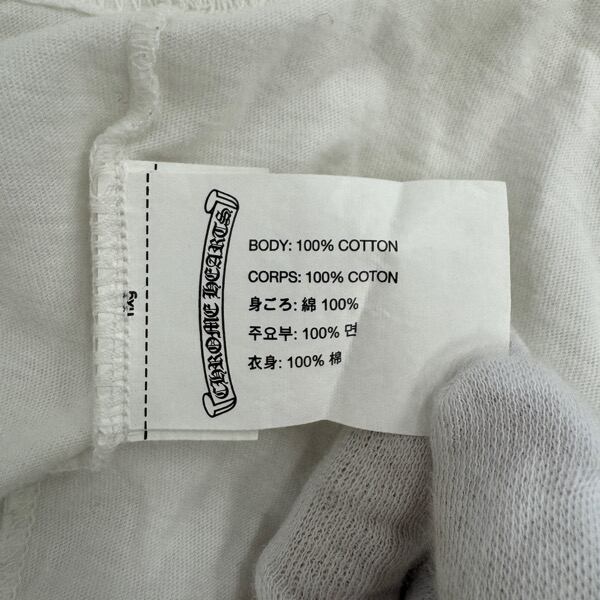 CHROME HEARTS
BODY: 100% COTTON
CORPS: 100% COTON
身ごろ: 綿 100%
주요부: 100% 면
衣身: 100% 棉